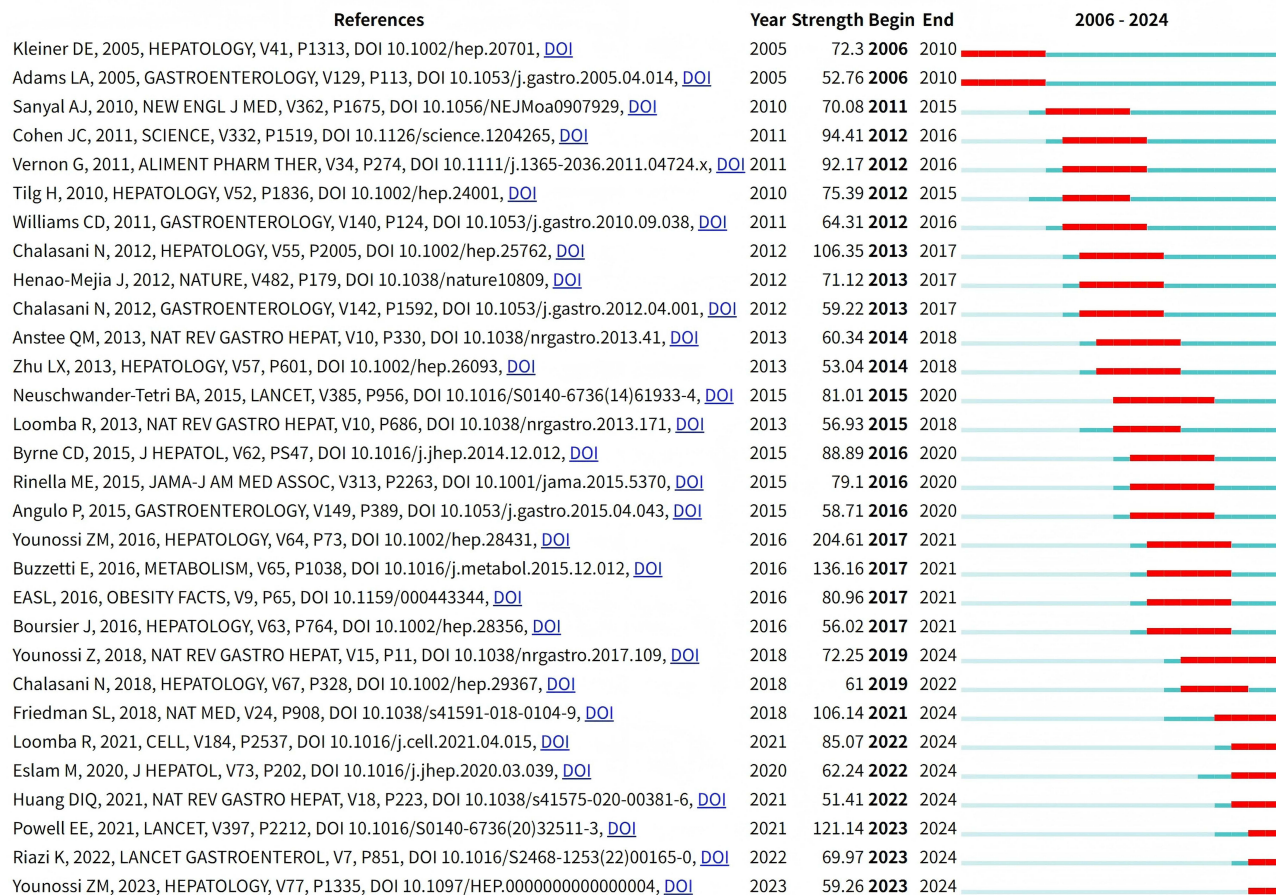 References Year Strength Begin End 2006 - 2024
Kleiner DE, 2005, HEPATOLOGY, V41, P1313, DOI 10.1002/hep.20701, DOI 2005 72.3 2006 2010
Adams LA, 2005, GASTROENTEROLOGY, V129, P113, DOI 10.1053/j.gastro.2005.04.014, DOI 2005 52.76 2006 2010
Sanyal AJ, 2010, NEW ENGL J MED, V362, P1675, DOI 10.1056/NEJMoa0907929, DOI 2010 70.08 2011 2015
Cohen JC, 2011, SCIENCE, V332, P1519, DOI 10.1126/science.1204265, DOI 2011 94.41 2012 2016
Vernon G, 2011, ALIMENT PHARM THER, V34, P274, DOI 10.1111/j.1365-2036.2011.04724.x, DOI 2011 92.17 2012 2016
Tilg H, 2010, HEPATOLOGY, V52, P1836, DOI 10.1002/hep.24001, DOI 2010 75.39 2012 2015
Williams CD, 2011, GASTROENTEROLOGY, V140, P124, DOI 10.1053/j.gastro.2010.09.038, DOI 2011 64.31 2012 2016
Chalasani N, 2012, HEPATOLOGY, V55, P2005, DOI 10.1002/hep.25762, DOI 2012 106.35 2013 2017
Henao-Mejia J, 2012, NATURE, V482, P179, DOI 10.1038/nature10809, DOI 2012 71.12 2013 2017
Chalasani N, 2012, GASTROENTEROLOGY, V142, P1592, DOI 10.1053/j.gastro.2012.04.001, DOI 2012 59.22 2013 2017
Anstee QM, 2013, NAT REV GASTRO HEPAT, V10, P330, DOI 10.1038/nrgastro.2013.41, DOI 2013 60.34 2014 2018
Zhu LX, 2013, HEPATOLOGY, V57, P601, DOI 10.1002/hep.26093, DOI 2013 53.04 2014 2018
Neuschwander-Tetri BA, 2015, LANCET, V385, P956, DOI 10.1016/S0140-6736(14)61933-4, DOI 2015 81.01 2015 2020
Loomba R, 2013, NAT REV GASTRO HEPAT, V10, P686, DOI 10.1038/nrgastro.2013.171, DOI 2013 56.93 2015 2018
Byrne CD, 2015, J HEPATOL, V62, PS47, DOI 10.1016/j.jhep.2014.12.012, DOI 2015 88.89 2016 2020
Rinella ME, 2015, JAMA-J AM MED ASSOC, V313, P2263, DOI 10.1001/jama.2015.5370, DOI 2015 79.1 2016 2020
Angulo P, 2015, GASTROENTEROLOGY, V149, P389, DOI 10.1053/j.gastro.2015.04.043, DOI 2015 58.71 2016 2020
Younossi ZM, 2016, HEPATOLOGY, V64, P73, DOI 10.1002/hep.28431, DOI 2016 204.61 2017 2021
Buzzetti E, 2016, METABOLISM, V65, P1038, DOI 10.1016/j.metabol.2015.12.012, DOI 2016 136.16 2017 2021
EASL, 2016, OBESITY FACTS, V9, P65, DOI 10.1159/000443344, DOI 2016 80.96 2017 2021
Boursier J, 2016, HEPATOLOGY, V63, P764, DOI 10.1002/hep.28356, DOI 2016 56.02 2017 2021
Younossi Z, 2018, NAT REV GASTRO HEPAT, V15, P11, DOI 10.1038/nrgastro.2017.109, DOI 2018 72.25 2019 2024
Chalasani N, 2018, HEPATOLOGY, V67, P328, DOI 10.1002/hep.29367, DOI 2018 61 2019 2022
Friedman SL, 2018, NAT MED, V24, P908, DOI 10.1038/s41591-018-0104-9, DOI 2018 106.14 2021 2024
Loomba R, 2021, CELL, V184, P2537, DOI 10.1016/j.cell.2021.04.015, DOI 2021 85.07 2022 2024
Eslam M, 2020, J HEPATOL, V73, P202, DOI 10.1016/j.jhep.2020.03.039, DOI 2020 62.24 2022 2024
Huang DIQ, 2021, NAT REV GASTRO HEPAT, V18, P223, DOI 10.1038/s41575-020-00381-6, DOI 2021 51.41 2022 2024
Powell EE, 2021, LANCET, V397, P2212, DOI 10.1016/S0140-6736(20)32511-3, DOI 2021 121.14 2023 2024
Riazi K, 2022, LANCET GASTROENTEROL, V7, P851, DOI 10.1016/S2468-1253(22)00165-0, DOI 2022 69.97 2023 2024
Younossi ZM, 2023, HEPATOLOGY, V77, P1335, DOI 10.1097/HEP.0000000000000004, DOI 2023 59.26 2023 2024